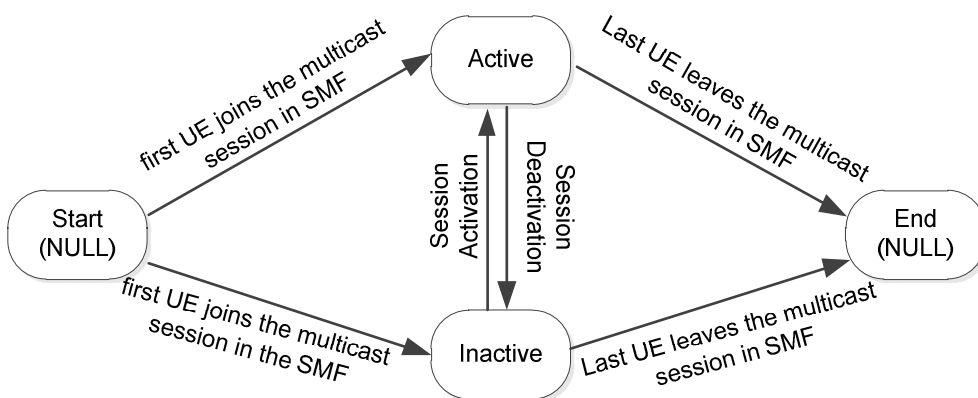 first UE joins the multicast
session in SMF
Active
Last UE leaves the multicast
session in SMF
Start
(NULL)
Session
Activation
Session
Deactivation
End
(NULL)
first UE joins the multicast
session in the SMF
Inactive
Last UE leaves the multicast
session in SMF